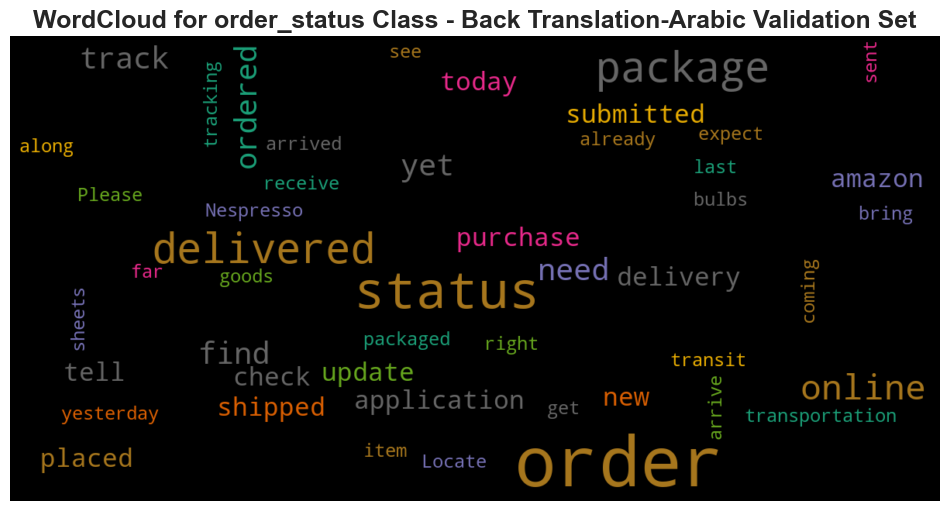 WordCloud for order_status Class - Back Translation-Arabic Validation Set
see
track
tracking
ordered
today
package
sent
submitted
along
arrived
already
expect
yet
last
Please
receive
amazon
bulbs
Nespresso
bring
delivered
purchase
need
far
goods
delivery
status
coming
sheets
packaged
right
find
transit
tell
check
update
arrive
online
yesterday
shipped
application
get
new
transportation
placed
item
Locate
order